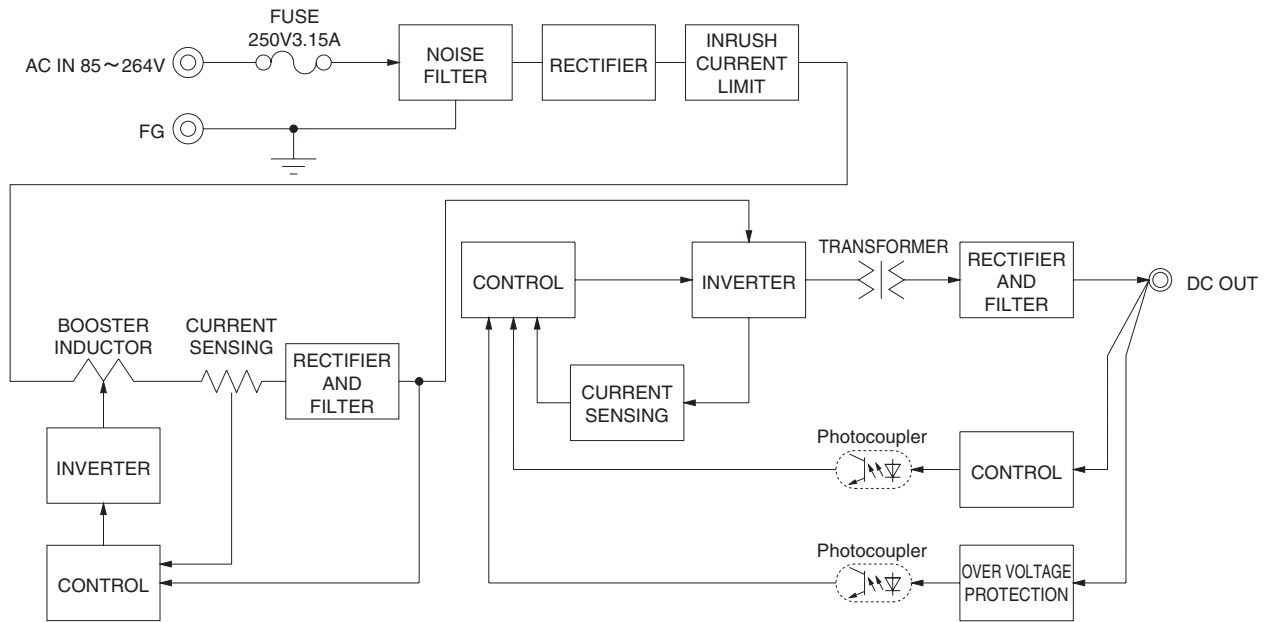 FUSE
250V3.15A
AC IN 85～264V
NOISE
FILTER
RECTIFIER
INRUSH
CURRENT
LIMIT
FG
CONTROL
INVERTER
TRANSFORMER
RECTIFIER
AND
FILTER
DC OUT
BOOSTER
INDUCTOR
CURRENT
SENSING
RECTIFIER
AND
FILTER
CURRENT
SENSING
INVERTER
Photocoupler
CONTROL
CONTROL
Photocoupler
OVER VOLTAGE
PROTECTION